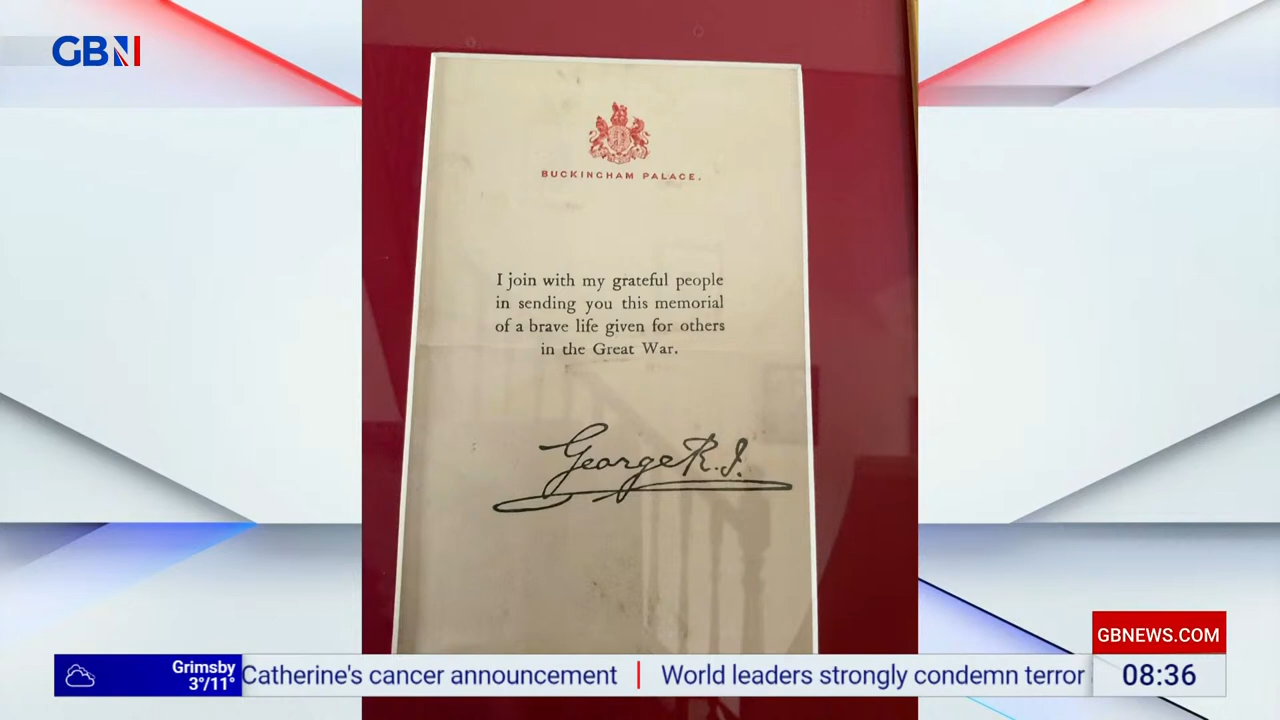 GBN
BUCKINGHAM PALACE.
I join with my grateful people
in sending you this memorial
of a brave life given for others
in the Great War.
George R.I.
GBNEWS.COM
Grimsby
3°/11°
Catherine's cancer announcement | World leaders strongly condemn terror
08:36